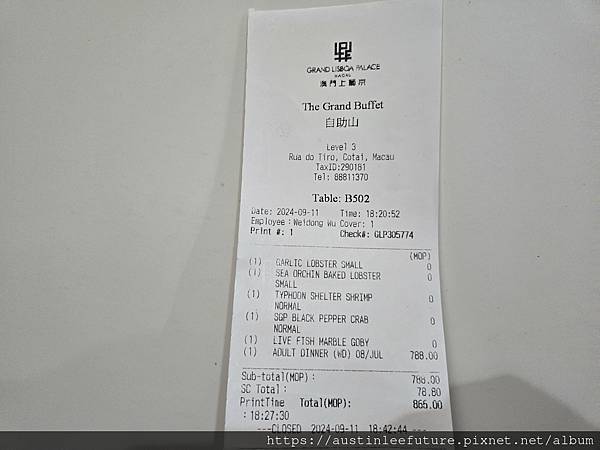 GRAND LISBOA PALACE
MACAU
澳門上葡京
The Grand Buffet
自助山
Level 3
Rua do Tiro, Cotai, Macau
TaxID:290181
Tel: 88811370
Table: B502
Date: 2024-09-11 Time: 18:20:52
Employee: Weidong Wu Cover: 1
Print #: 1 Check#: GLP305774
(MOP)
(1) GARLIC LOBSTER SMALL 0
(1) SEA ORCHIN BAKED LOBSTER 0
SMALL
(1) TYPHOON SHELTER SHRIMP 0
NORMAL
(1) SGP BLACK PEPPER CRAB 0
NORMAL
(1) LIVE FISH MARBLE GOBY 0
(1) ADULT DINNER (WD) 08/JUL 788.00
Sub-total(MOP): 788.00
SC Total: 78.80
PrintTime Total(MOP): 866.00
: 18:27:30
---CLOSED 2024-09-11 18:42:44 ---
https://austinleefuture.pixnet.net/album